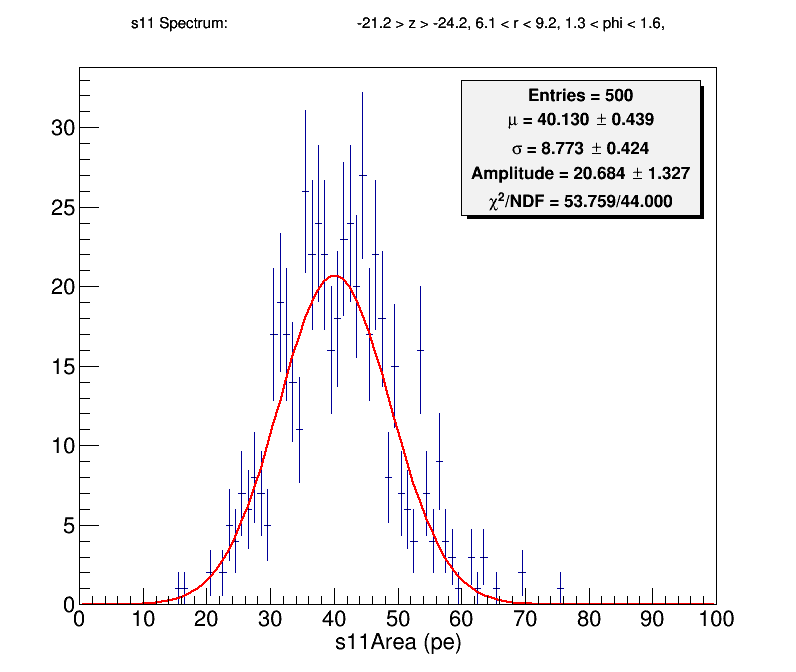 s11 Spectrum: -21.2 > z > -24.2, 6.1 < r < 9.2, 1.3 < phi < 1.6,
Entries = 500
μ = 40.130 ± 0.439
σ = 8.773 ± 0.424
Amplitude = 20.684 ± 1.327
χ²/NDF = 53.759/44.000
30
25
20
15
10
5
0
0 10 20 30 40 50 60 70 80 90 100
s11Area (pe)